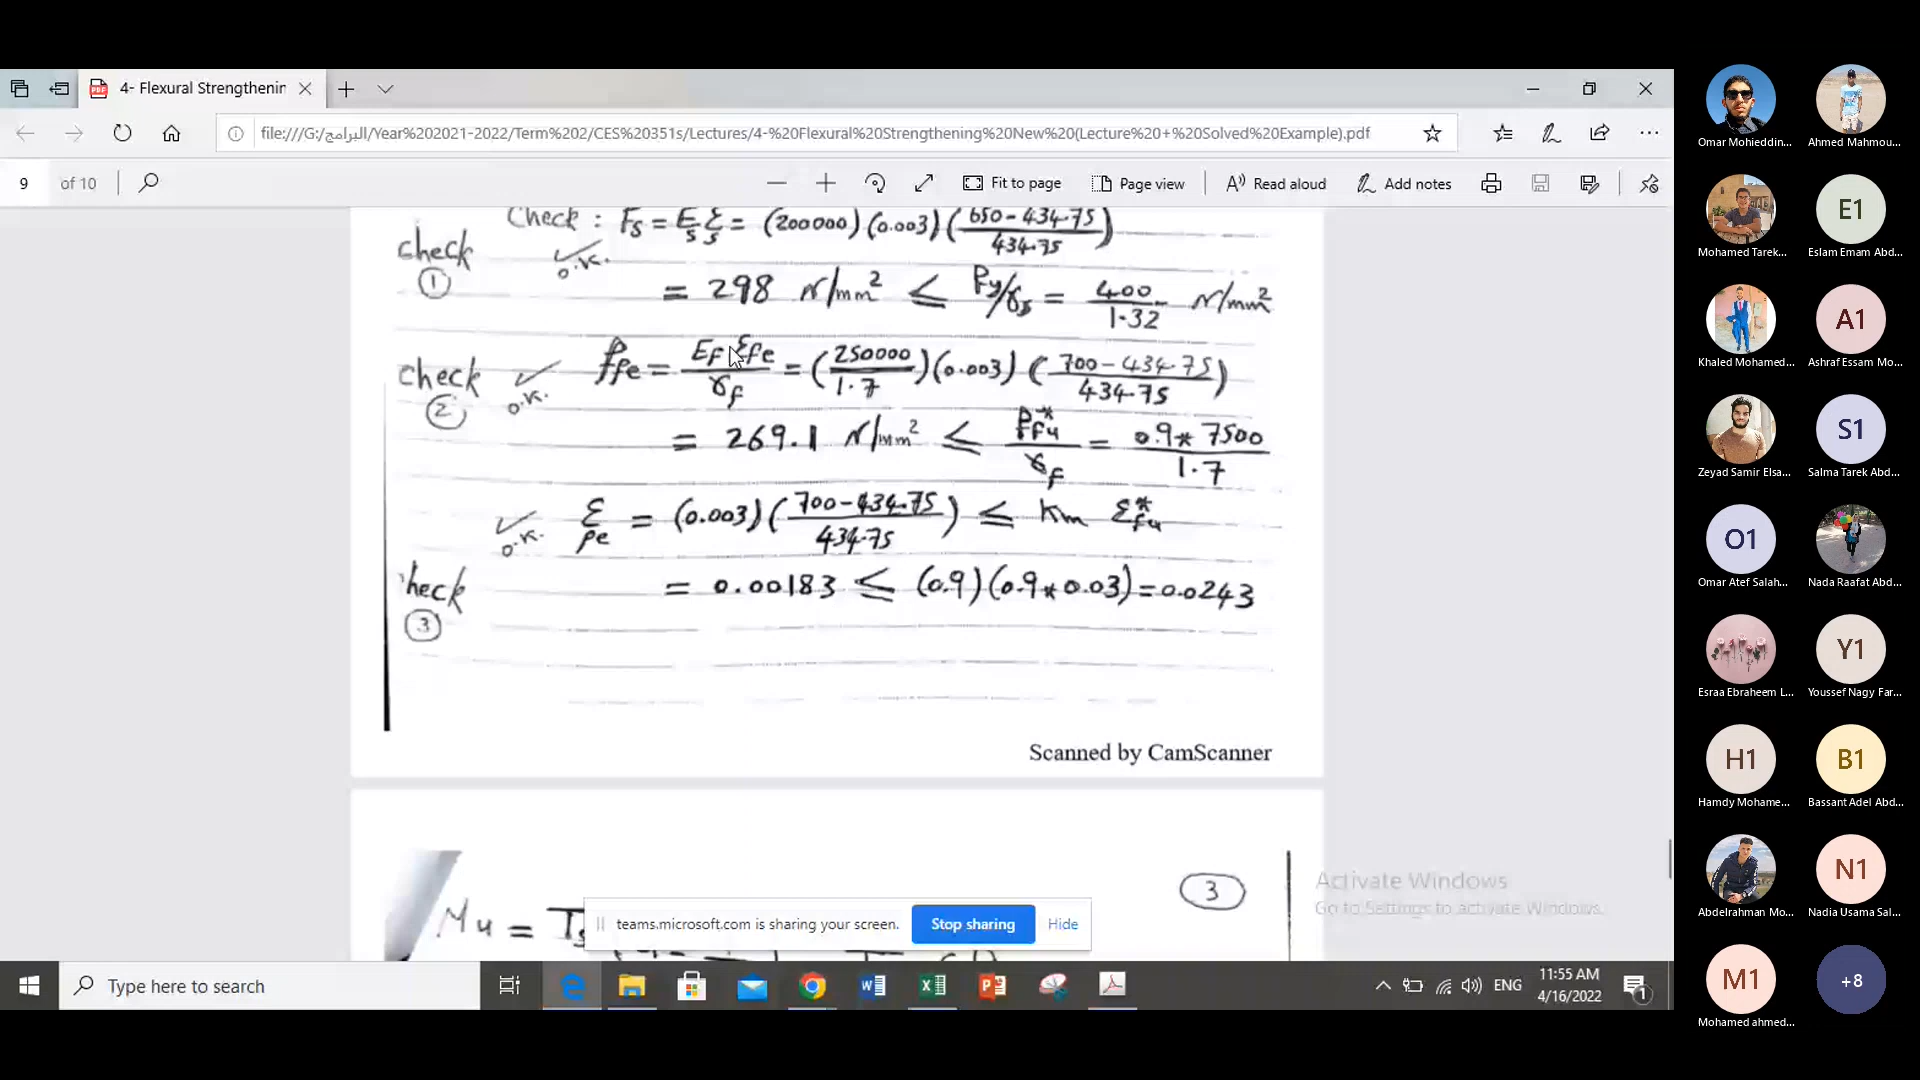 4- Flexural Strengthenin
file:///G:/البرامج/Year%202021-2022/Term%202/CES%20351s/Lectures/4-%20Flexural%20Strengthening%20New%20(Lecture%20+%20Solved%20Example).pdf
9 of 10
Fit to page
Page view
Read aloud
Add notes
Check : Fs = Es εs = (200000)(0.003)(650-434.75/434.75)
check ① ✓ o.k.
= 298 N/mm² ≤ Fy/γs = 400/1.32 N/mm²
check ② ✓ o.k. ffe = Ef εfe/γf = (250000/1.7)(0.003)(700-434.75/434.75)
= 269.1 N/mm² ≤ ffu*/γf = 0.9*7500/1.7
✓ o.k. εfe = (0.003)(700-434.75/434.75) ≤ Km εfu*
heck ③ = 0.00183 ≤ (0.9)(0.9*0.03)=0.0243
Scanned by CamScanner
3
Mu = Ts
teams.microsoft.com is sharing your screen.
Stop sharing
Hide
Activate Windows
Go to Settings to activate Windows.
Type here to search
ENG
11:55 AM
4/16/2022
1
Omar Mohieddin...
Ahmed Mahmou...
Mohamed Tarek...
E1
Eslam Emam Abd...
Khaled Mohamed...
A1
Ashraf Essam Mo...
Zeyad Samir Elsa...
S1
Salma Tarek Abd...
O1
Omar Atef Salah...
Nada Raafat Abd...
Esraa Ebraheem L...
Y1
Youssef Nagy Far...
H1
Hamdy Mohame...
B1
Bassant Adel Abd...
Abdelrahman Mo...
N1
Nadia Usama Sal...
M1
Mohamed ahmed...
+8